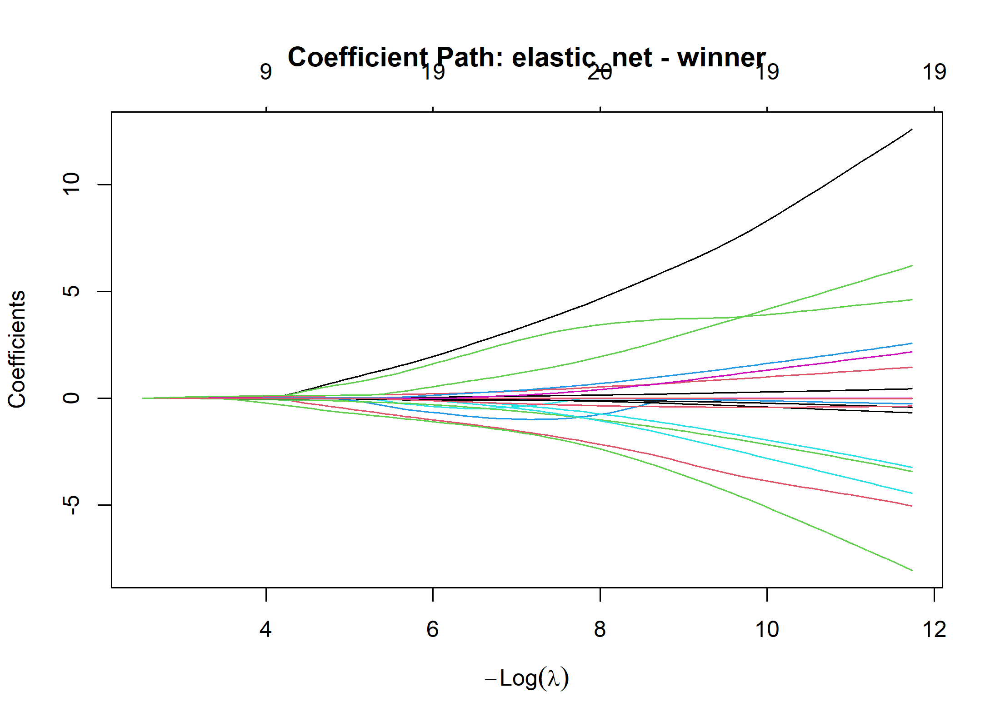 Coefficient Path: elastic_net - winner
9 19 20 19 19
10
5
0
-5
Coefficients
4 6 8 10 12
−Log(λ)